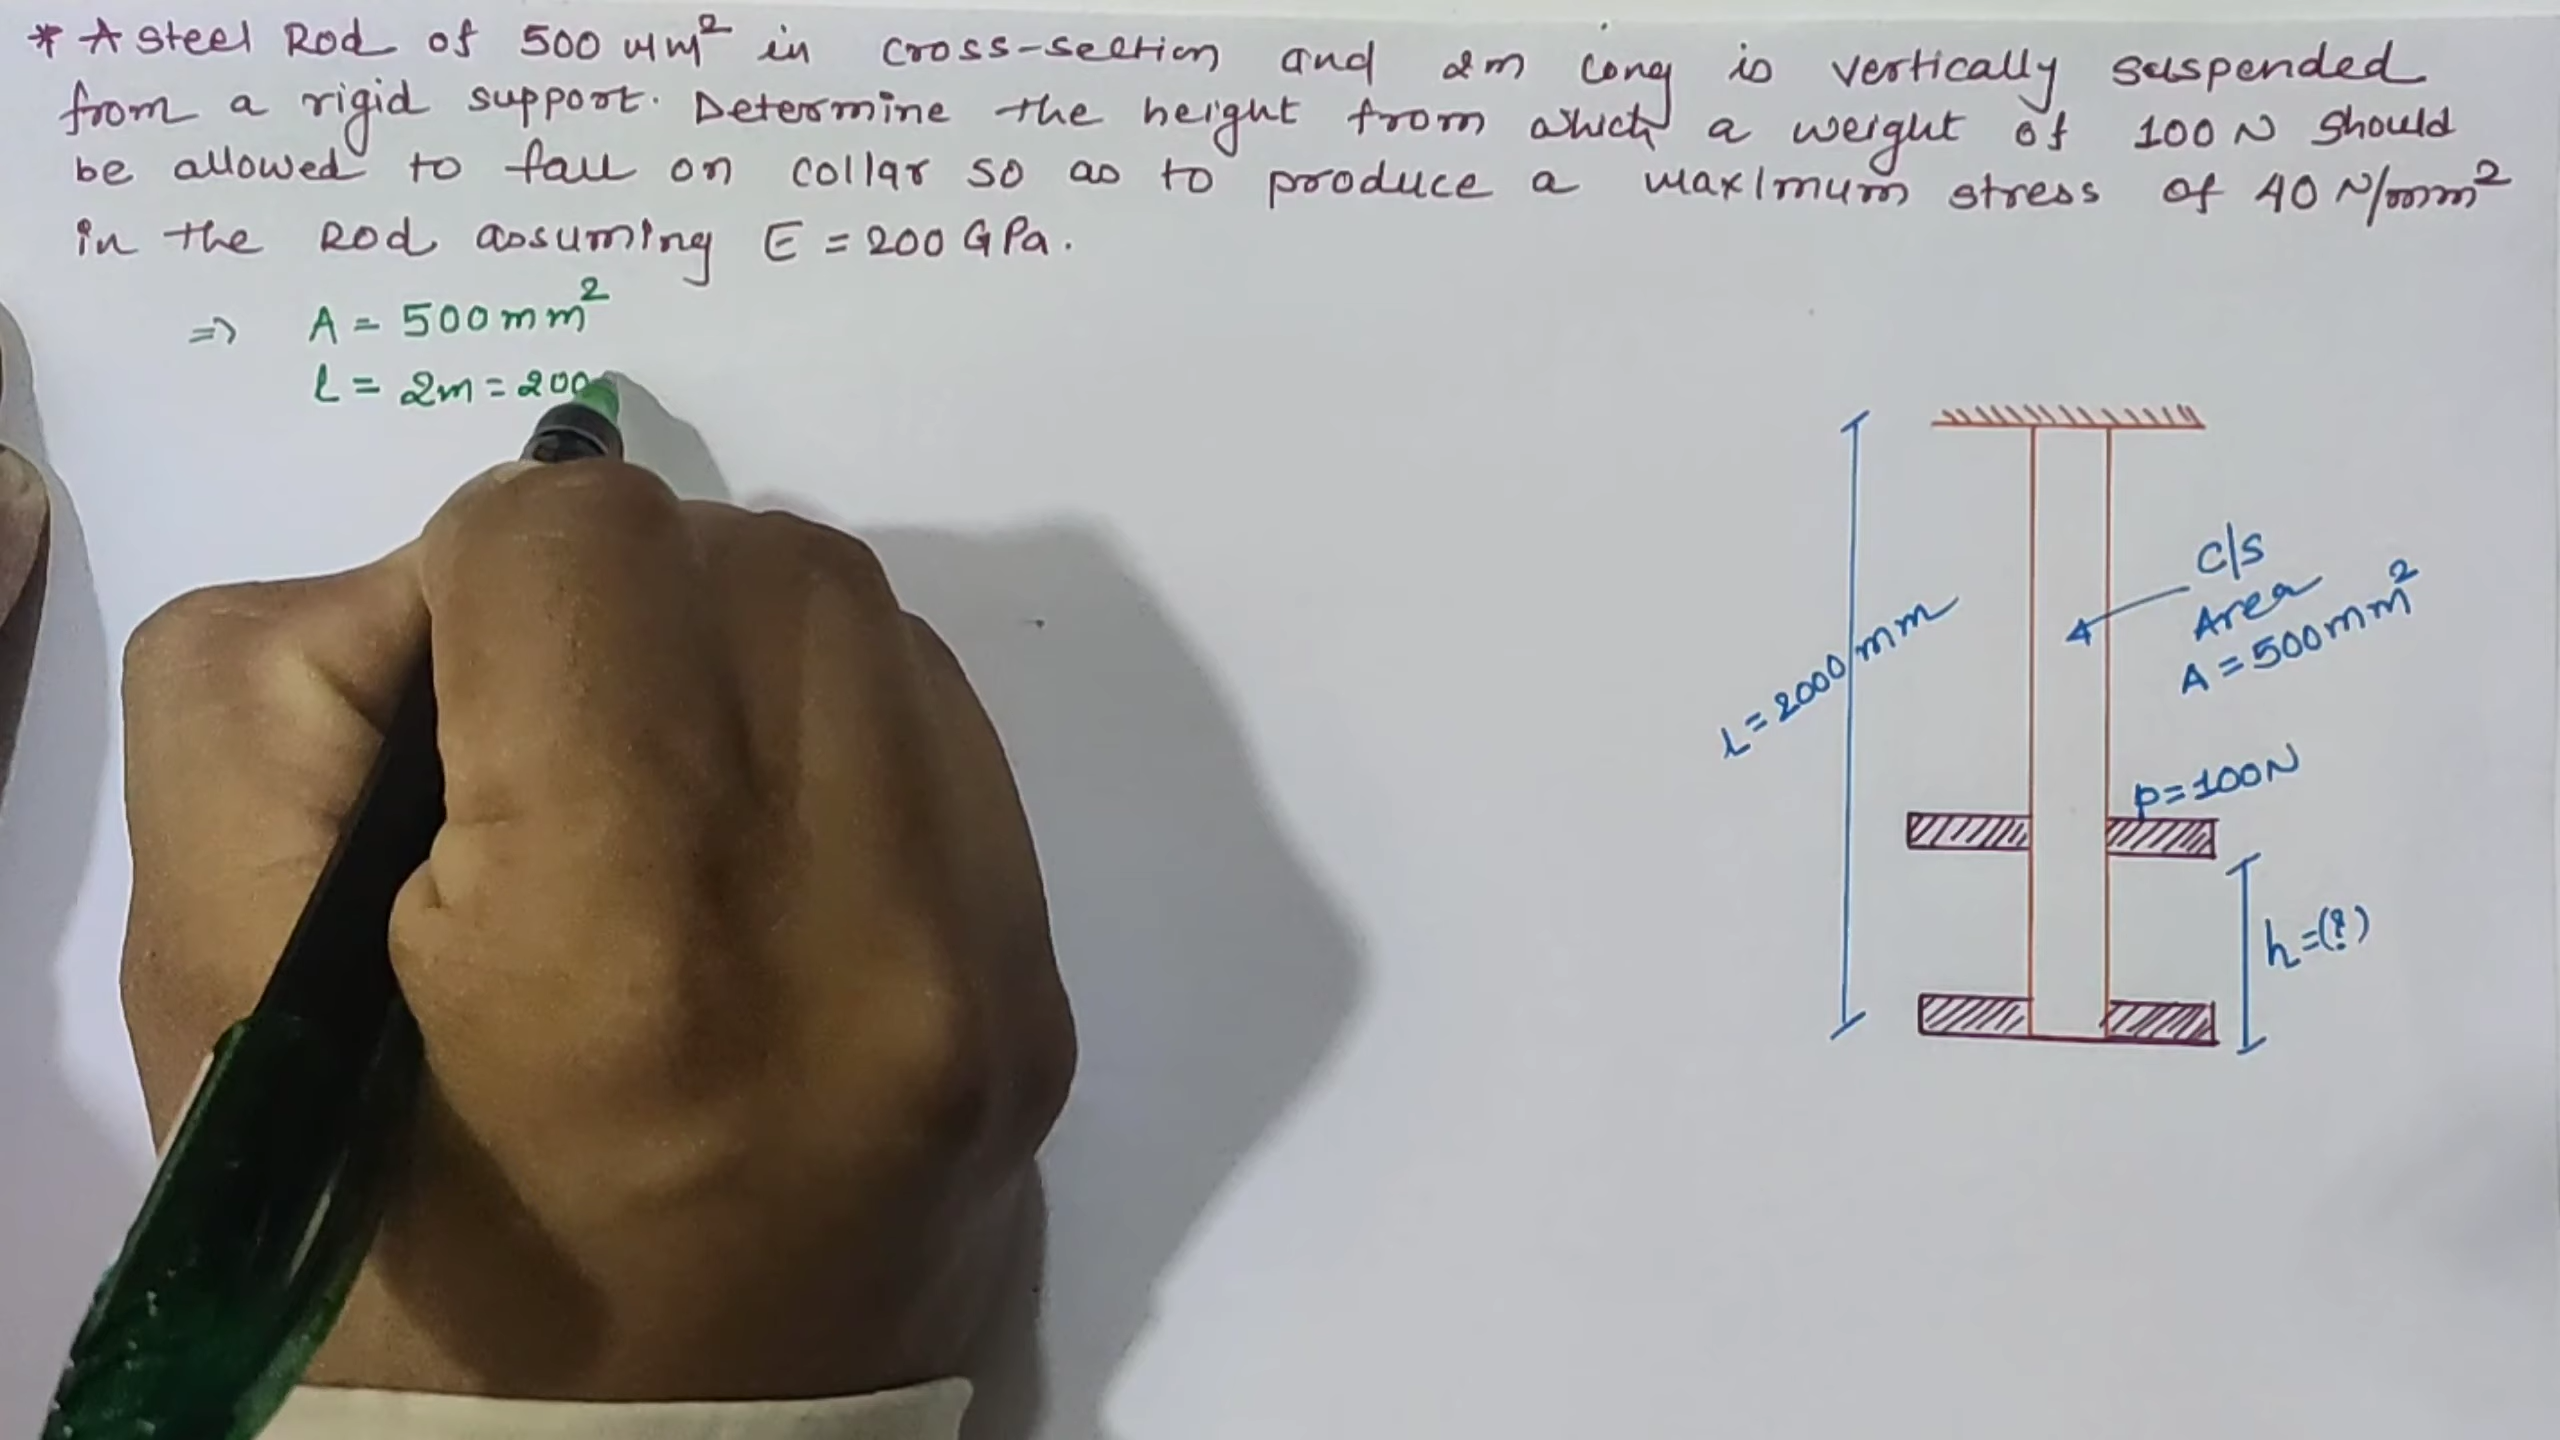 * A steel Rod of 500 mm² in cross-section and 2m long is vertically suspended
from a rigid support. Determine the height from which a weight of 100 N should
be allowed to fall on collar so as to produce a maximum stress of 40 N/mm²
in the Rod assuming E = 200 GPa.
=> A = 500 mm²
L = 2m = 200
C/s
Area
A = 500 mm²
L = 2000 mm
P = 100N
h = (?)